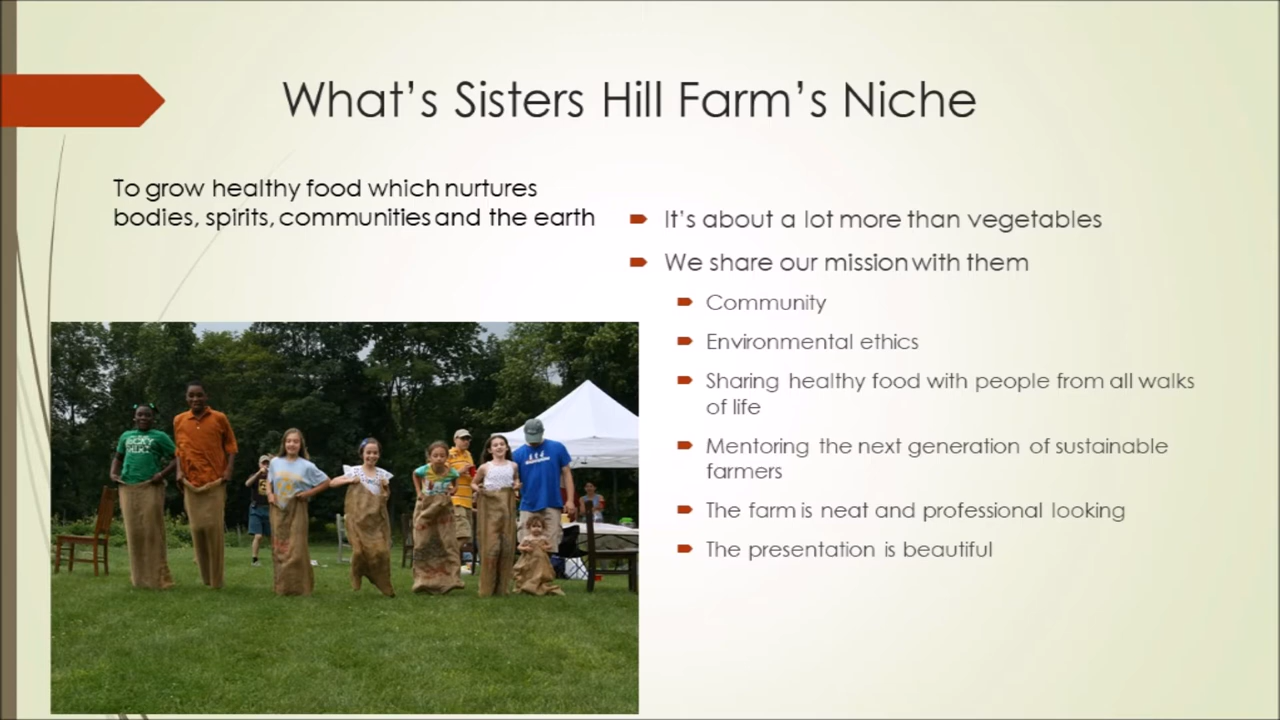 What's Sisters Hill Farm's Niche
To grow healthy food which nurtures
bodies, spirits, communities and the earth
It's about a lot more than vegetables
We share our mission with them
Community
Environmental ethics
Sharing healthy food with people from all walks
of life
Mentoring the next generation of sustainable
farmers
The farm is neat and professional looking
The presentation is beautiful